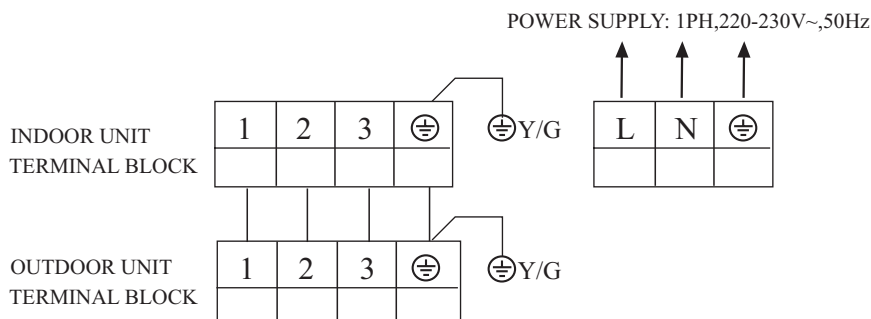 POWER SUPPLY: 1PH,220-230V~,50Hz
INDOOR UNIT
TERMINAL BLOCK
1 2 3
Y/G
L N
OUTDOOR UNIT
TERMINAL BLOCK
1 2 3
Y/G